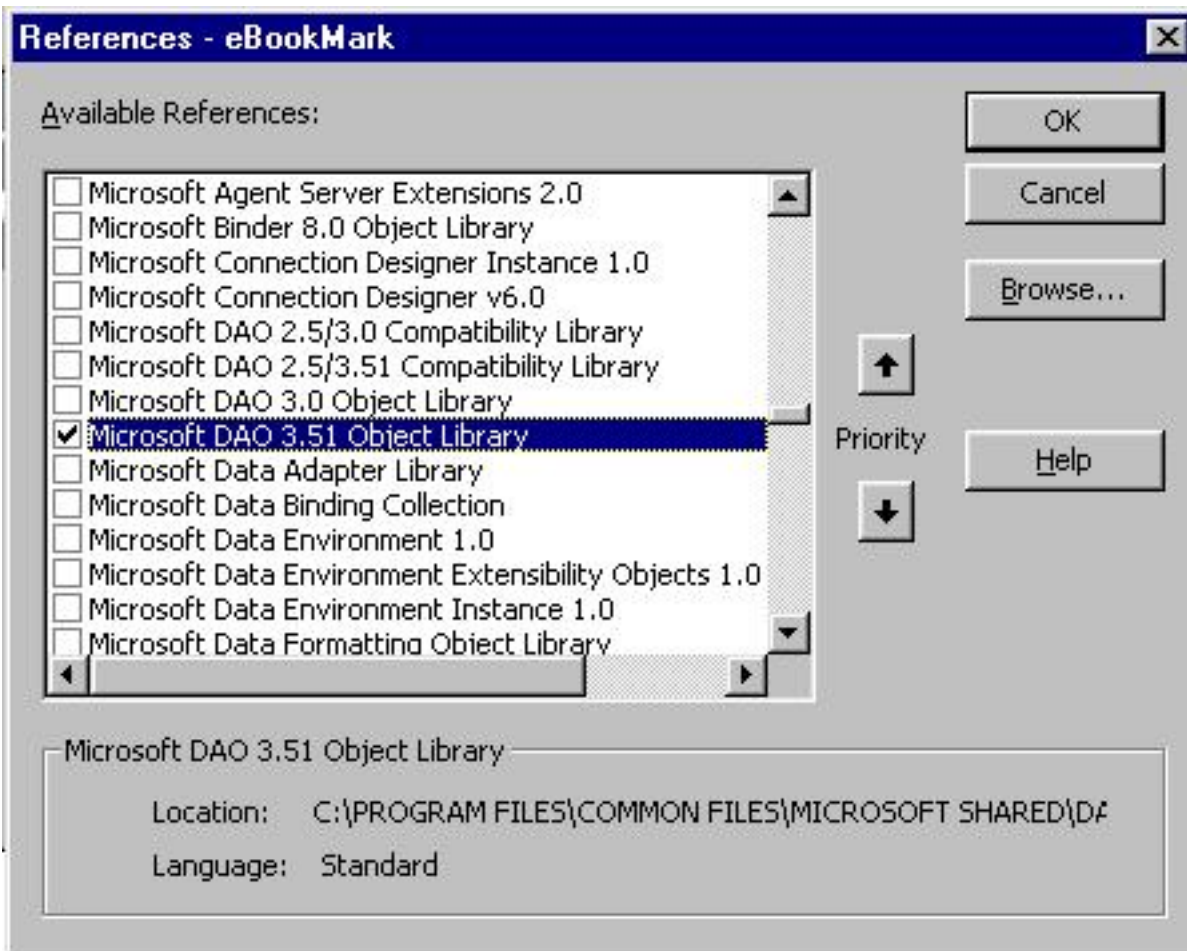 References - eBookMark
Available References:
OK
Microsoft Agent Server Extensions 2.0
Cancel
Microsoft Binder 8.0 Object Library
Microsoft Connection Designer Instance 1.0
Microsoft Connection Designer v6.0
Browse...
Microsoft DAO 2.5/3.0 Compatibility Library
Microsoft DAO 2.5/3.51 Compatibility Library
Microsoft DAO 3.0 Object Library
Microsoft DAO 3.51 Object Library
Priority
Microsoft Data Adapter Library
Help
Microsoft Data Binding Collection
Microsoft Data Environment 1.0
Microsoft Data Environment Extensibility Objects 1.0
Microsoft Data Environment Instance 1.0
Microsoft Data Formatting Object Library
Microsoft DAO 3.51 Object Library
Location: C:\PROGRAM FILES\COMMON FILES\MICROSOFT SHARED\DA
Language: Standard